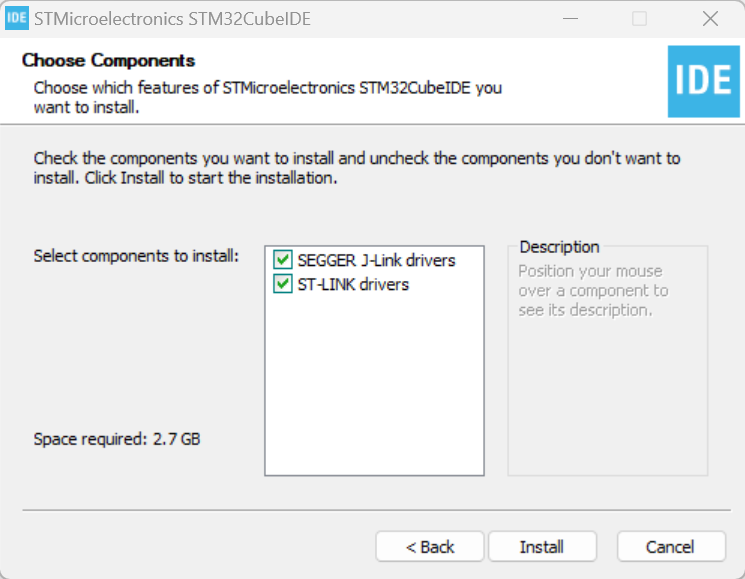 IDE STMicroelectronics STM32CubeIDE
Choose Components
Choose which features of STMicroelectronics STM32CubeIDE you
want to install.
IDE
Check the components you want to install and uncheck the components you don't want to
install. Click Install to start the installation.
Select components to install:
SEGGER J-Link drivers
ST-LINK drivers
Description
Position your mouse
over a component to
see its description.
Space required: 2.7 GB
< Back
Install
Cancel